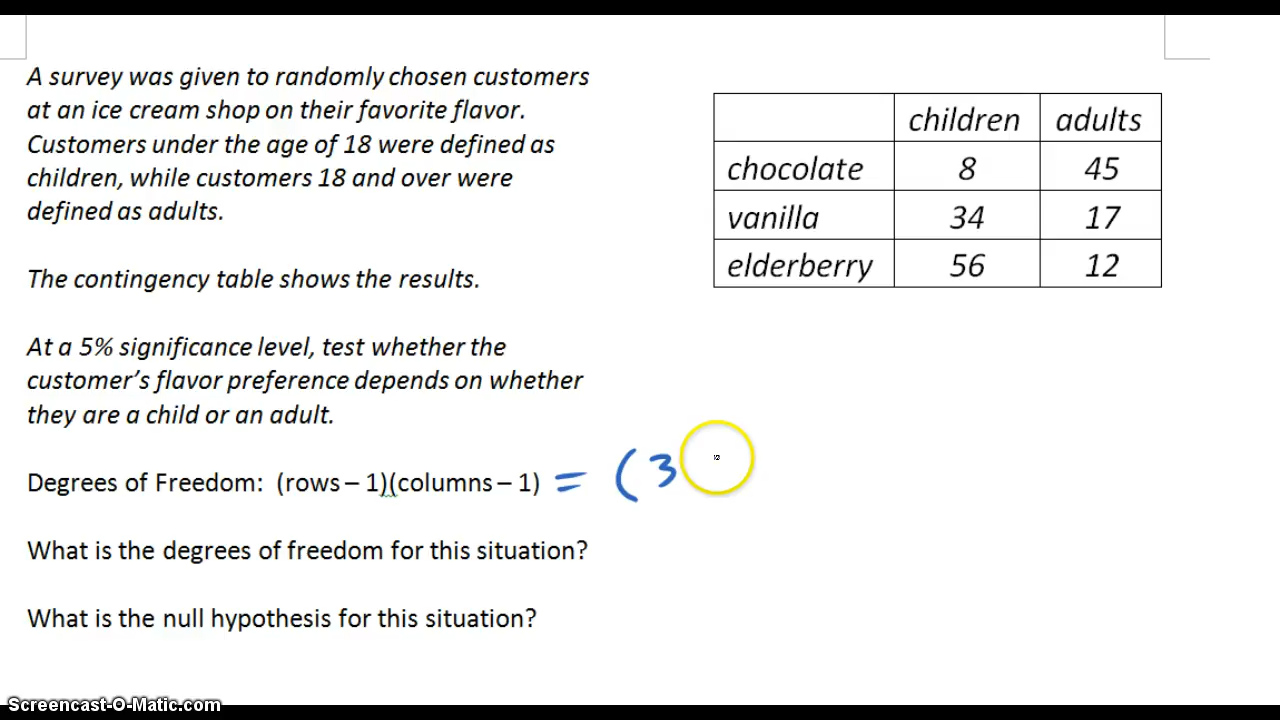 A survey was given to randomly chosen customers
at an ice cream shop on their favorite flavor.
Customers under the age of 18 were defined as
children, while customers 18 and over were
defined as adults.
The contingency table shows the results.
At a 5% significance level, test whether the
customer's flavor preference depends on whether
they are a child or an adult.
Degrees of Freedom: (rows – 1)(columns – 1) = (3
What is the degrees of freedom for this situation?
What is the null hypothesis for this situation?
children adults
chocolate 8 45
vanilla 34 17
elderberry 56 12
Screencast-O-Matic.com